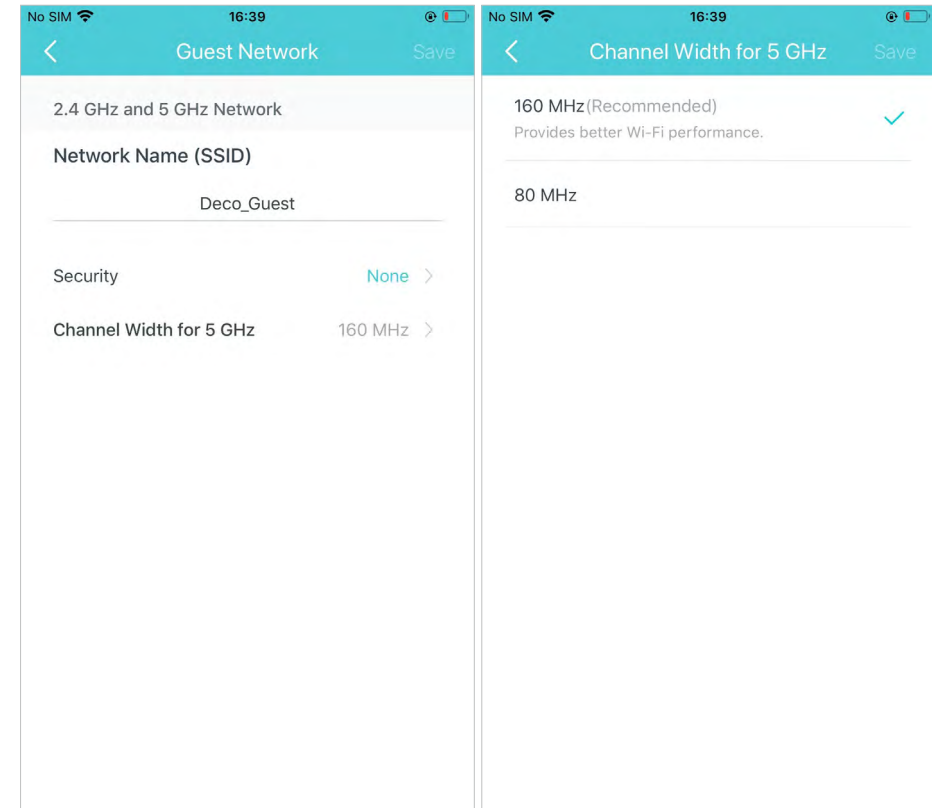 No SIM 16:39
Guest Network Save
2.4 GHz and 5 GHz Network
Network Name (SSID)
Deco_Guest
Security None
Channel Width for 5 GHz 160 MHz
No SIM 16:39
Channel Width for 5 GHz Save
160 MHz(Recommended)
Provides better Wi-Fi performance.
80 MHz